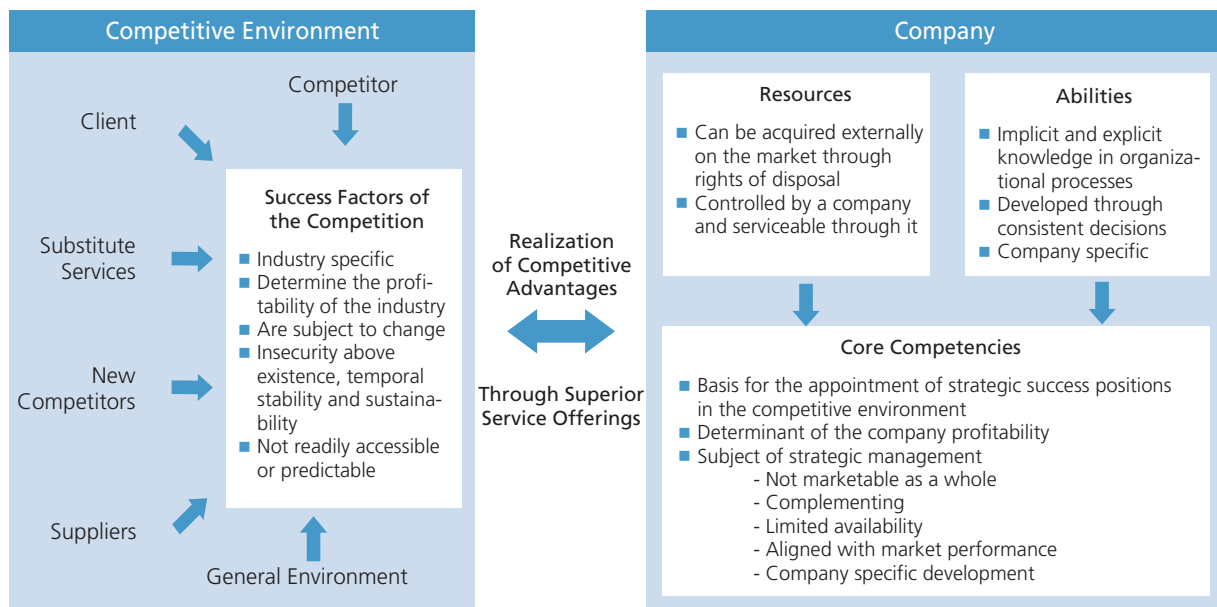 Competitive Environment
Competitor
Client
Substitute
Services
New
Competitors
Suppliers
General Environment
Success Factors of
the Competition
Industry specific
Determine the profi-
tability of the industry
Are subject to change
Insecurity above
existence, temporal
stability and sustaina-
bility
Not readily accessible
or predictable
Realization
of Competitive
Advantages
Through Superior
Service Offerings
Company
Resources
Can be acquired externally
on the market through
rights of disposal
Controlled by a company
and serviceable through it
Abilities
Implicit and explicit
knowledge in organiza-
tional processes
Developed through
consistent decisions
Company specific
Core Competencies
Basis for the appointment of strategic success positions
in the competitive environment
Determinant of the company profitability
Subject of strategic management
- Not marketable as a whole
- Complementing
- Limited availability
- Aligned with market performance
- Company specific development